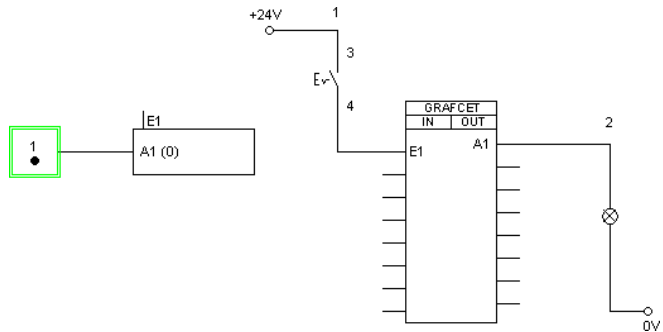 +24V
1
3
4
GRAFCET
IN OUT
E1
A1
2
0V
1
E1
A1 (0)